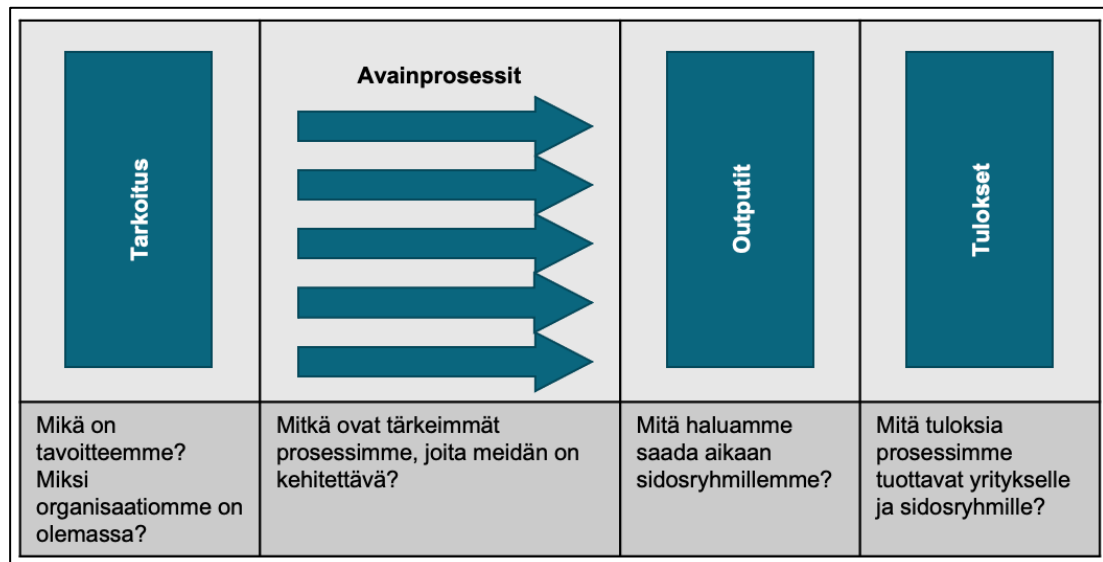 Tarkoitus
Avainprosessit
Outputit
Tulokset
Mikä on
tavoitteemme?
Miksi
organisaatiomme on
olemassa?
Mitkä ovat tärkeimmät
prosessimme, joita meidän on
kehitettävä?
Mitä haluamme
saada aikaan
sidosryhmillemme?
Mitä tuloksia
prosessimme
tuottavat yritykselle
ja sidosryhmille?